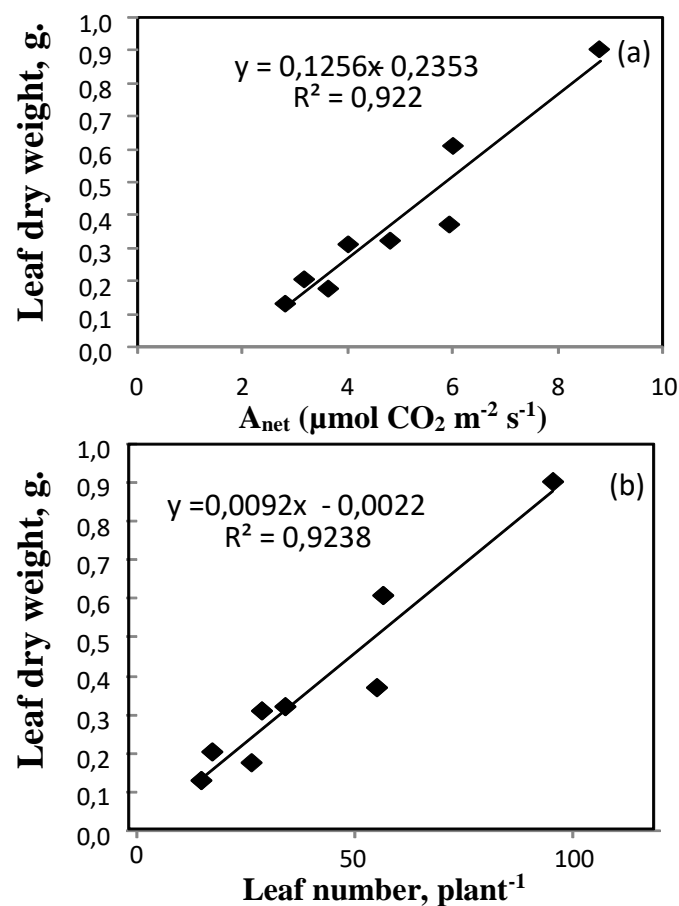 Leaf dry weight, g.
1,0
0,9
0,8
0,7
0,6
0,5
0,4
0,3
0,2
0,1
0,0
y = 0,1256x - 0,2353
R² = 0,922
(a)
0 2 4 6 8 10
A_net (µmol CO₂ m⁻² s⁻¹)
Leaf dry weight, g.
1,0
0,9
0,8
0,7
0,6
0,5
0,4
0,3
0,2
0,1
0,0
y =0,0092x - 0,0022
R² = 0,9238
(b)
0 50 100
Leaf number, plant⁻¹